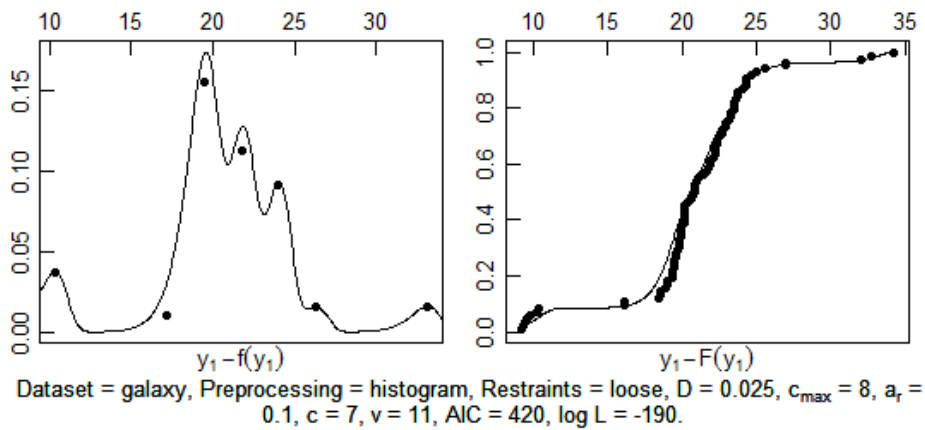 10 15 20 25 30
10 15 20 25 30 35
0.15
0.10
0.05
0.00
1.0
0.8
0.6
0.4
0.2
0.0
y₁ − f(y₁)
y₁ − F(y₁)
Dataset = galaxy, Preprocessing = histogram, Restraints = loose, D = 0.025, cₘₐₓ = 8, aᵣ =
0.1, c = 7, v = 11, AIC = 420, log L = -190.